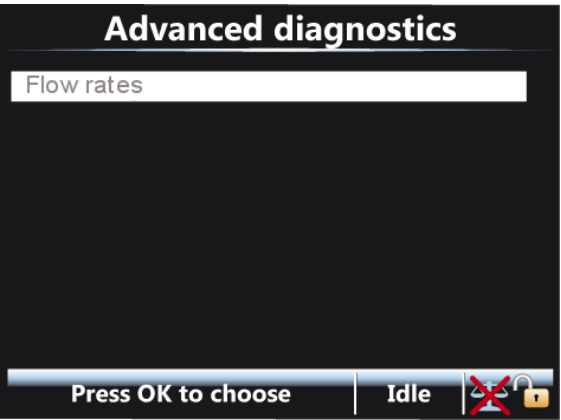 Advanced diagnostics
Flow rates
Press OK to choose
Idle